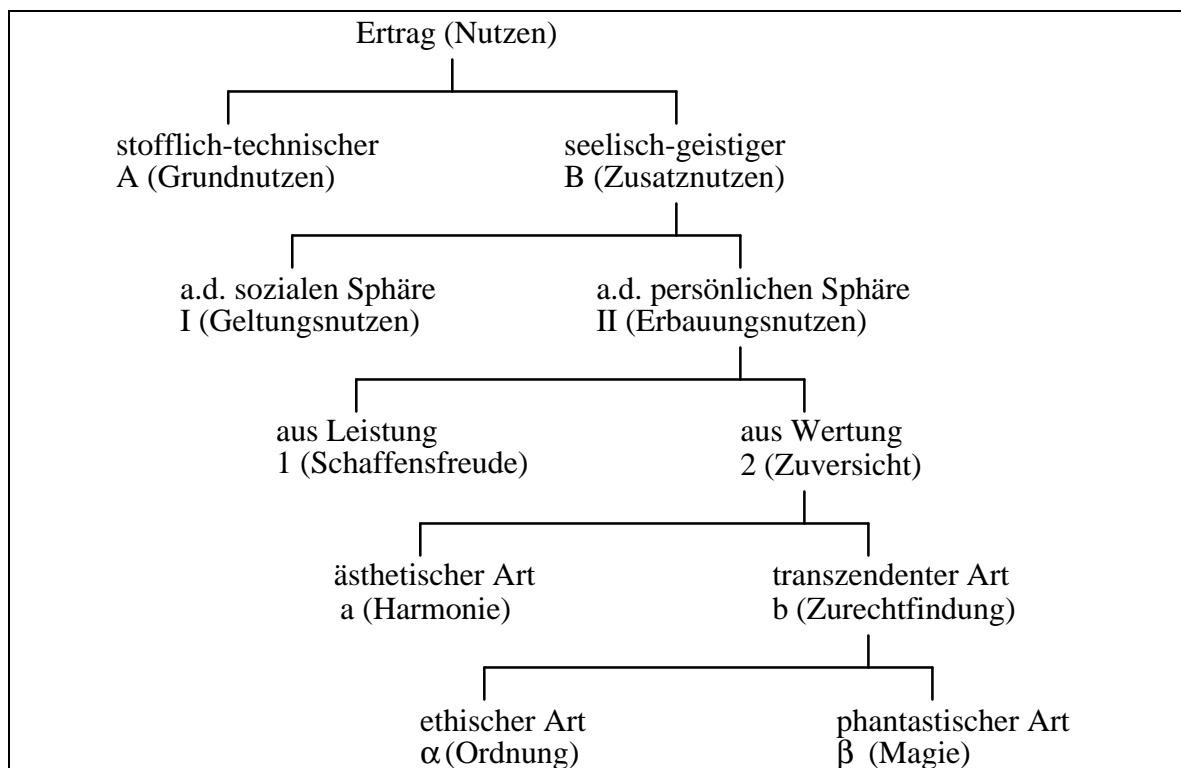 Ertrag (Nutzen)
stofflich-technischer
A (Grundnutzen)
seelisch-geistiger
B (Zusatznutzen)
a.d. sozialen Sphäre
I (Geltungsnutzen)
a.d. persönlichen Sphäre
II (Erbauungsnutzen)
aus Leistung
1 (Schaffensfreude)
aus Wertung
2 (Zuversicht)
ästhetischer Art
a (Harmonie)
transzendenter Art
b (Zurechtfindung)
ethischer Art
α (Ordnung)
phantastischer Art
β (Magie)